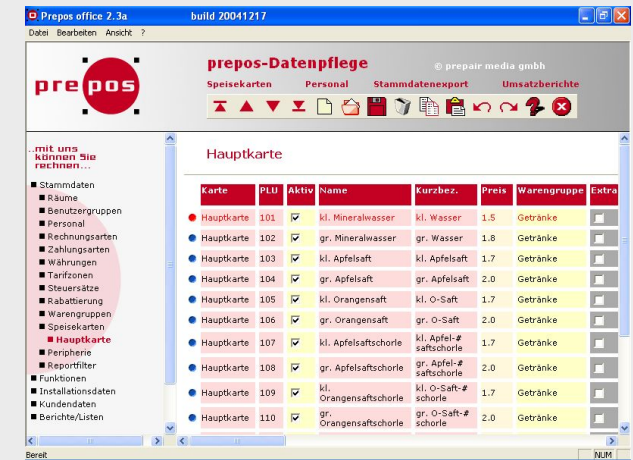 Prepos office 2.3a build 20041217
Datei Bearbeiten Ansicht ?
prepos
prepos-Datenpflege © prepair media gmbh
Speisekarten Personal Stammdatenexport Umsatzberichte
..mit uns
können Sie
rechnen...
Stammdaten
Räume
Benutzergruppen
Personal
Rechnungsarten
Zahlungsarten
Währungen
Tarifzonen
Steuersätze
Rabattierung
Warengruppen
Speisekarten
Hauptkarte
Peripherie
Reportfilter
Funktionen
Installationsdaten
Kundendaten
Berichte/Listen
Hauptkarte
Karte PLU Aktiv Name Kurzbez. Preis Warengruppe Extra
Hauptkarte 101 kl. Mineralwasser kl. Wasser 1.5 Getränke
Hauptkarte 102 gr. Mineralwasser gr. Wasser 1.8 Getränke
Hauptkarte 103 kl. Apfelsaft kl. Apfelsaft 1.7 Getränke
Hauptkarte 104 gr. Apfelsaft gr. Apfelsaft 2.0 Getränke
Hauptkarte 105 kl. Orangensaft kl. O-Saft 1.7 Getränke
Hauptkarte 106 gr. Orangensaft gr. O-Saft 2.0 Getränke
Hauptkarte 107 kl. Apfelsaftschorle kl. Apfel-#
saftschorle 1.7 Getränke
Hauptkarte 108 gr. Apfelsaftschorle gr. Apfel-#
saftschorle 2.0 Getränke
Hauptkarte 109 kl.
Orangensaftschorle kl. O-Saft-#
schorle 1.7 Getränke
Hauptkarte 110 gr.
Orangensaftschorle gr. O-Saft-#
schorle 2.0 Getränke
Bereit NUM